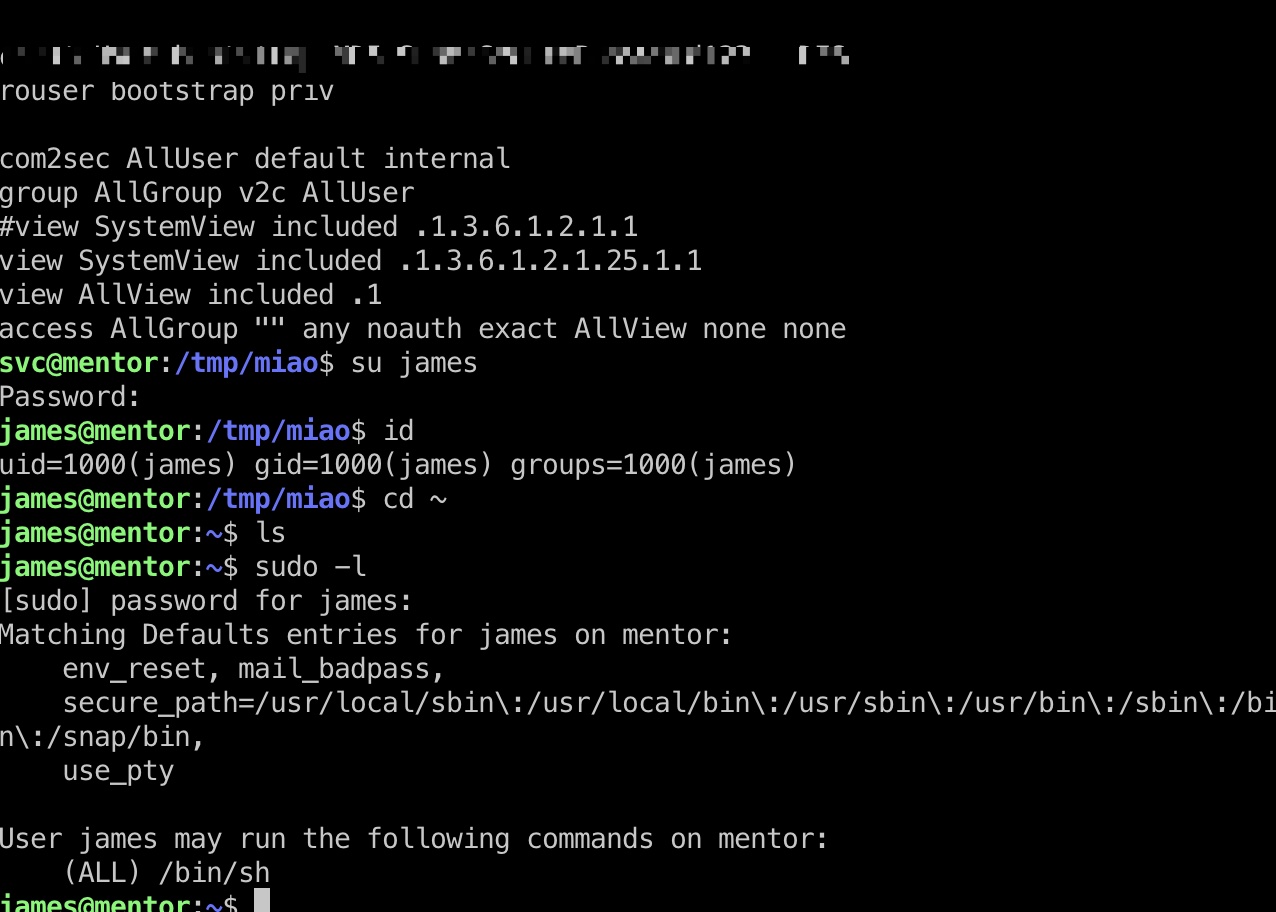 rouser bootstrap priv
com2sec AllUser default internal
group AllGroup v2c AllUser
#view SystemView included .1.3.6.1.2.1.1
view SystemView included .1.3.6.1.2.1.25.1.1
view AllView included .1
access AllGroup "" any noauth exact AllView none none
svc@mentor:/tmp/miao$ su james
Password:
james@mentor:/tmp/miao$ id
uid=1000(james) gid=1000(james) groups=1000(james)
james@mentor:/tmp/miao$ cd ~
james@mentor:~$ ls
james@mentor:~$ sudo -l
[sudo] password for james:
Matching Defaults entries for james on mentor:
    env_reset, mail_badpass,
    secure_path=/usr/local/sbin\:/usr/local/bin\:/usr/sbin\:/usr/bin\:/sbin\:/bi
n\:/snap/bin,
    use_pty
User james may run the following commands on mentor:
    (ALL) /bin/sh
james@mentor:~$